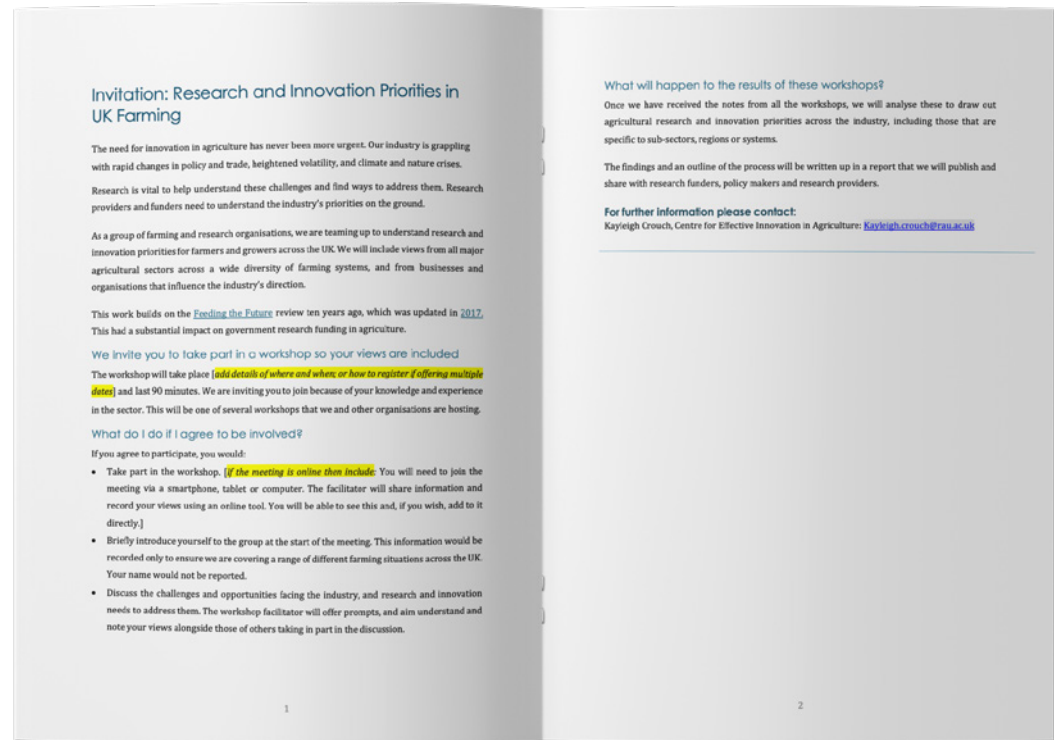 Invitation: Research and Innovation Priorities in
UK Farming
The need for innovation in agriculture has never been more urgent. Our industry is grappling
with rapid changes in policy and trade, heightened volatility, and climate and nature crises.
Research is vital to help understand these challenges and find ways to address them. Research
providers and funders need to understand the industry's priorities on the ground.
As a group of farming and research organisations, we are teaming up to understand research and
innovation priorities for farmers and growers across the UK. We will include views from all major
agricultural sectors across a wide diversity of farming systems, and from businesses and
organisations that influence the industry's direction.
This work builds on the Feeding the Future review ten years ago, which was updated in 2017.
This had a substantial impact on government research funding in agriculture.
We invite you to take part in a workshop so your views are included
The workshop will take place [add details of where and when; or how to register if offering multiple
dates] and last 90 minutes. We are inviting you to join because of your knowledge and experience
in the sector. This will be one of several workshops that we and other organisations are hosting.
What do I do if I agree to be involved?
If you agree to participate, you would:
• Take part in the workshop. [if the meeting is online then include: You will need to join the
meeting via a smartphone, tablet or computer. The facilitator will share information and
record your views using an online tool. You will be able to see this and, if you wish, add to it
directly.]
• Briefly introduce yourself to the group at the start of the meeting. This information would be
recorded only to ensure we are covering a range of different farming situations across the UK.
Your name would not be reported.
• Discuss the challenges and opportunities facing the industry, and research and innovation
needs to address them. The workshop facilitator will offer prompts, and aim understand and
note your views alongside those of others taking in part in the discussion.
1
What will happen to the results of these workshops?
Once we have received the notes from all the workshops, we will analyse these to draw out
agricultural research and innovation priorities across the industry, including those that are
specific to sub-sectors, regions or systems.
The findings and an outline of the process will be written up in a report that we will publish and
share with research funders, policy makers and research providers.
For further information please contact:
Kayleigh Crouch, Centre for Effective Innovation in Agriculture: Kayleigh.crouch@rau.ac.uk
2